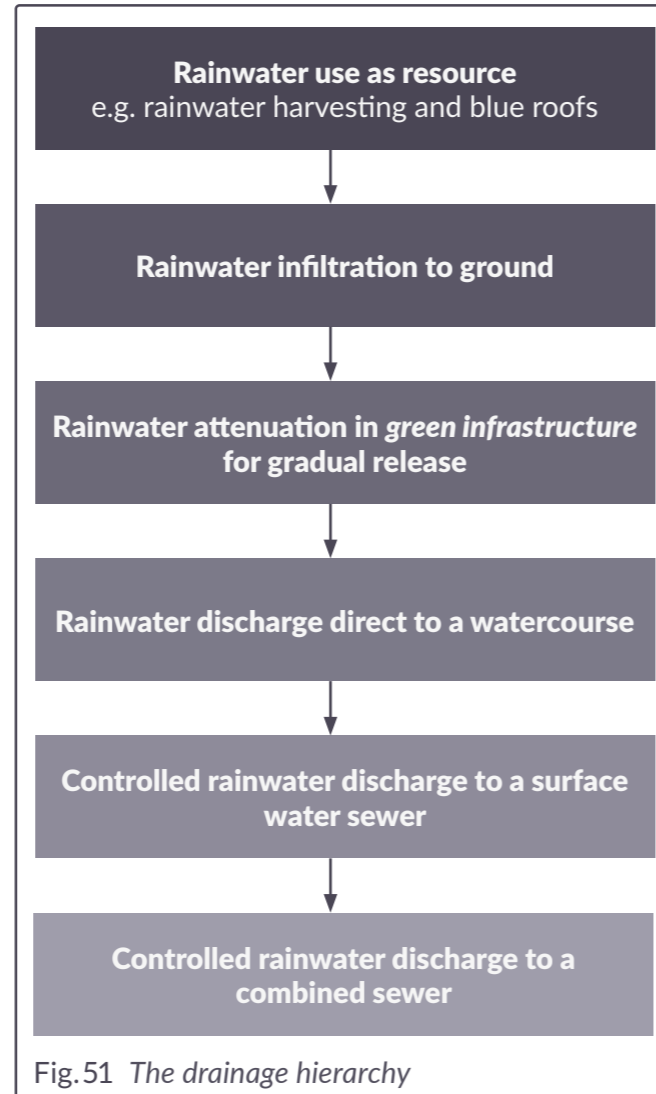 Rainwater use as resource
e.g. rainwater harvesting and blue roofs
Rainwater infiltration to ground
Rainwater attenuation in green infrastructure
for gradual release
Rainwater discharge direct to a watercourse
Controlled rainwater discharge to a surface
water sewer
Controlled rainwater discharge to a
combined sewer
Fig.51 The drainage hierarchy